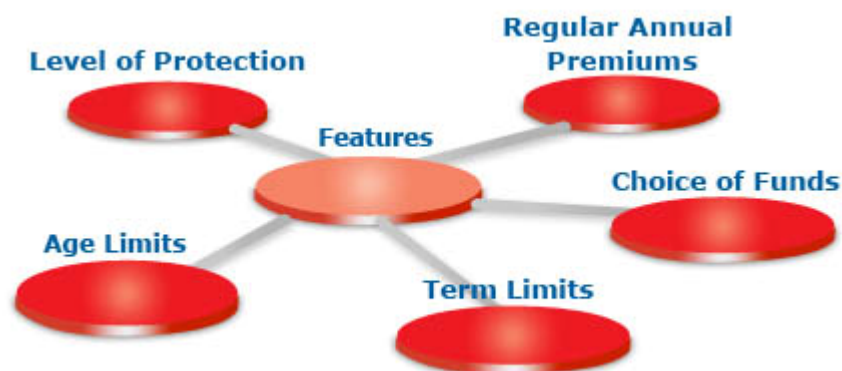 Regular Annual
Premiums
Level of Protection
Features
Choice of Funds
Age Limits
Term Limits